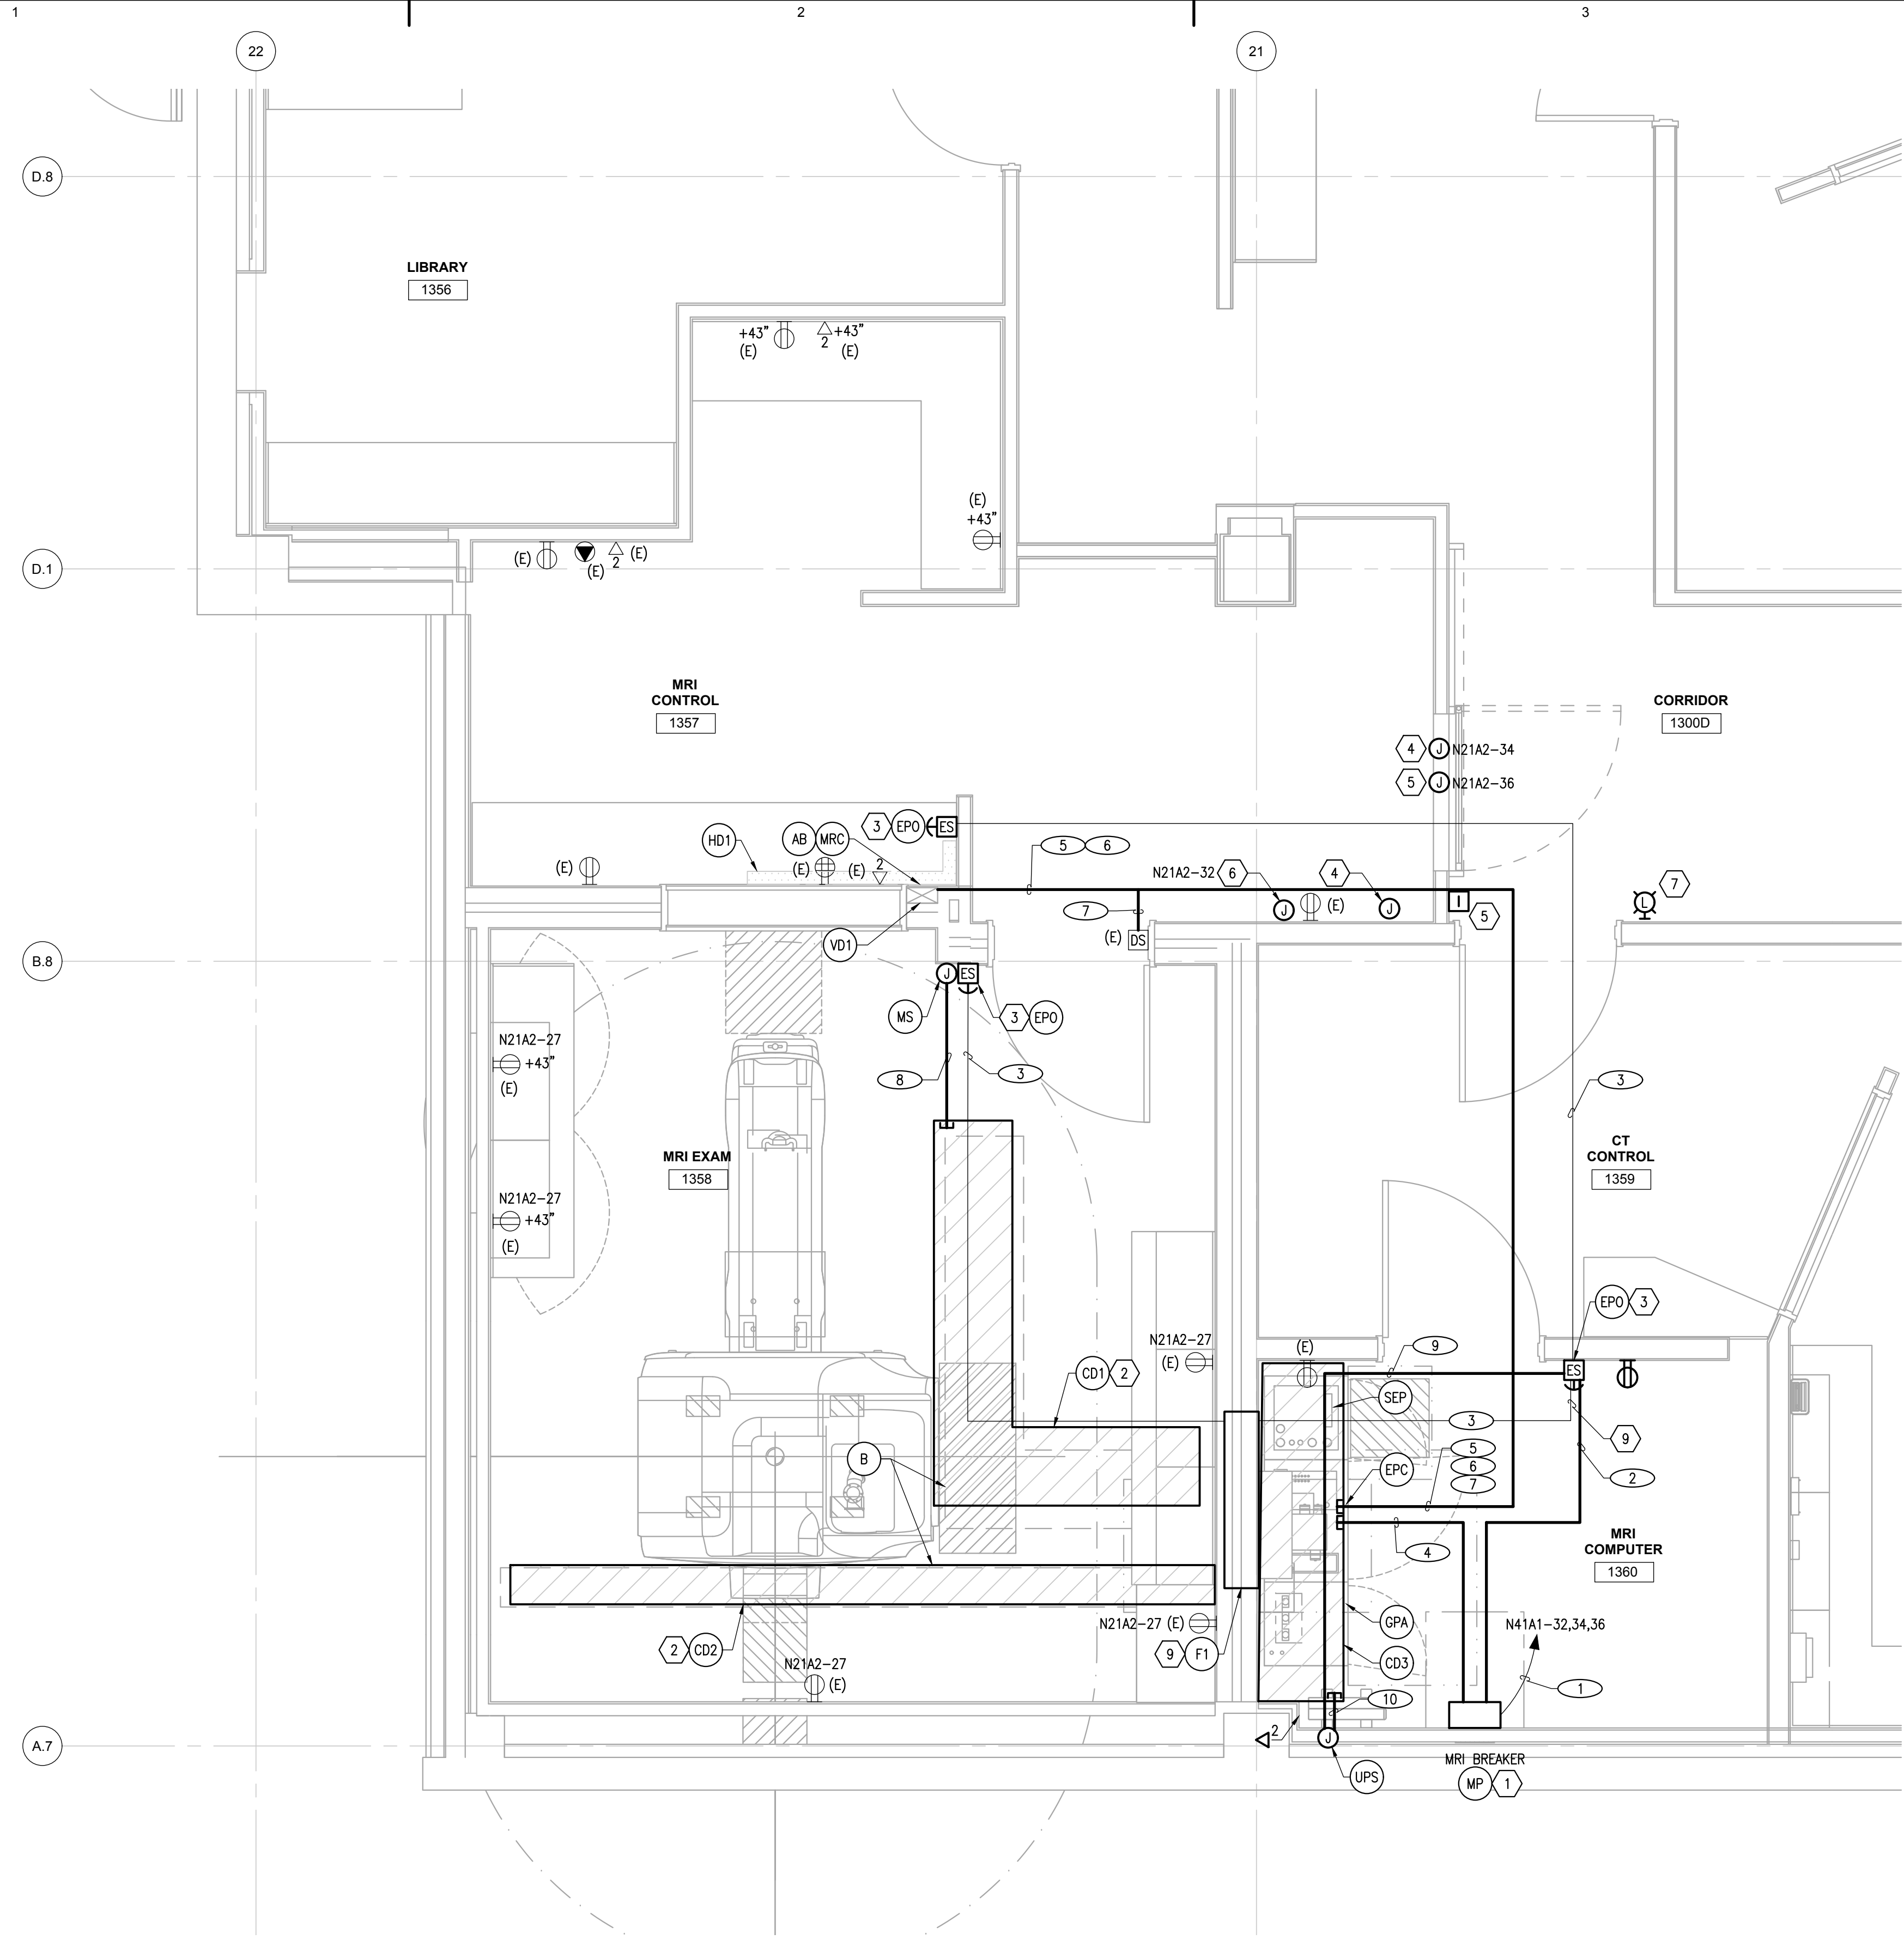 1
2
3
22
21
D.8
LIBRARY
1356
+43”
(E)
2
+43”
(E)
(E)
+43”
D.1
(E)
(E)
2
(E)
MRI
CONTROL
1357
CORRIDOR
1300D
4
J
N21A2-34
5
J
N21A2-36
HD1
AB
MRC
3
EPO
ES
(E)
(E)
(E)
2
5
6
N21A2-32
6
J
(E)
4
J
I
5
L
7
7
(E)
DS
VD1
B.8
J
ES
MS
3
EPO
N21A2-27
+43”
(E)
8
3
3
MRI EXAM
1358
CT
CONTROL
1359
N21A2-27
+43”
(E)
EPO
3
N21A2-27
(E)
(E)
9
ES
CD1
2
SEP
3
9
B
EPC
5
6
7
2
4
MRI
COMPUTER
1360
N21A2-27
(E)
GPA
N41A1-32,34,36
2
CD2
9
F1
CD3
N21A2-27
(E)
10
1
A.7
2
J
UPS
MRI BREAKER
MP
1